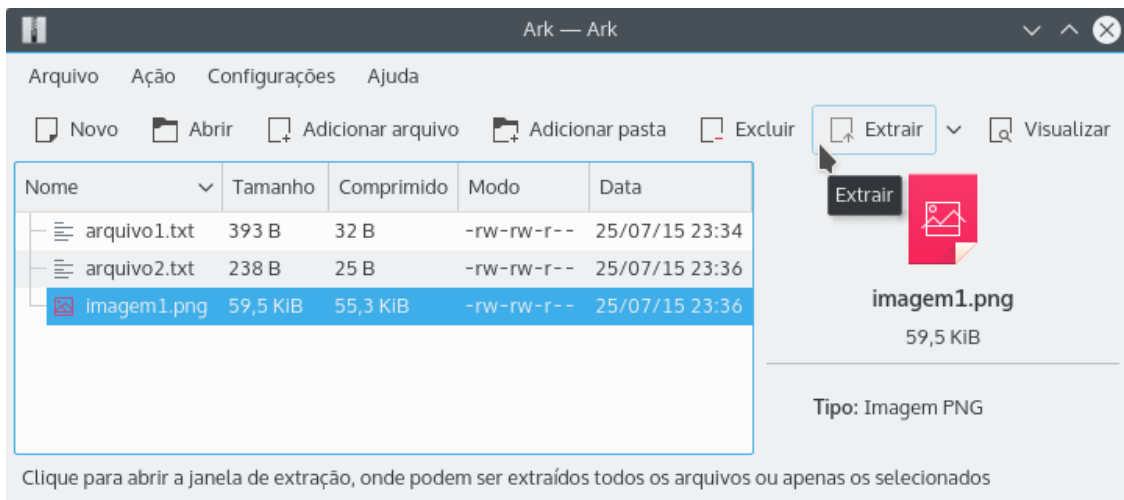 Ark — Ark
Arquivo Ação Configurações Ajuda
Novo Abrir Adicionar arquivo Adicionar pasta Excluir Extrair Visualizar
Nome Tamanho Comprimido Modo Data
Extrair
arquivo1.txt 393 B 32 B -rw-rw-r-- 25/07/15 23:34
arquivo2.txt 238 B 25 B -rw-rw-r-- 25/07/15 23:36
imagem1.png 59,5 KiB 55,3 KiB -rw-rw-r-- 25/07/15 23:36
imagem1.png
59,5 KiB
Tipo: Imagem PNG
Clique para abrir a janela de extração, onde podem ser extraídos todos os arquivos ou apenas os selecionados